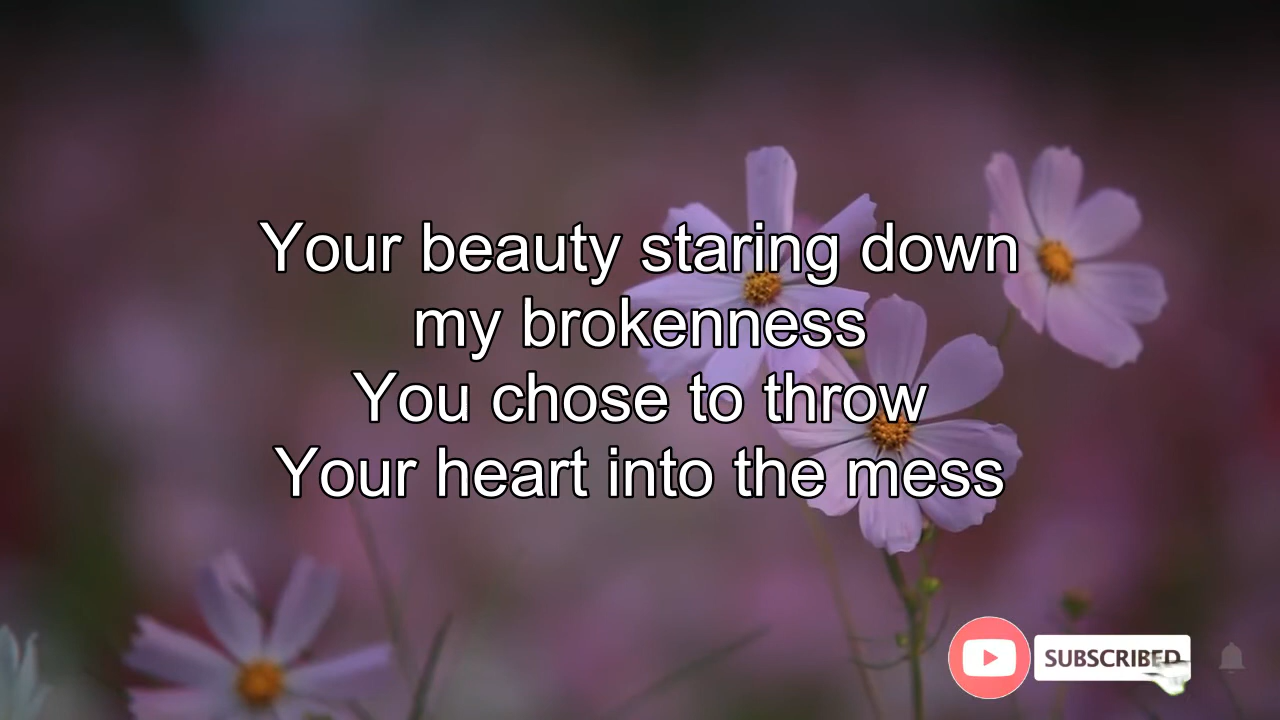 Your beauty staring down
my brokenness
You chose to throw
Your heart into the mess
SUBSCRIBED